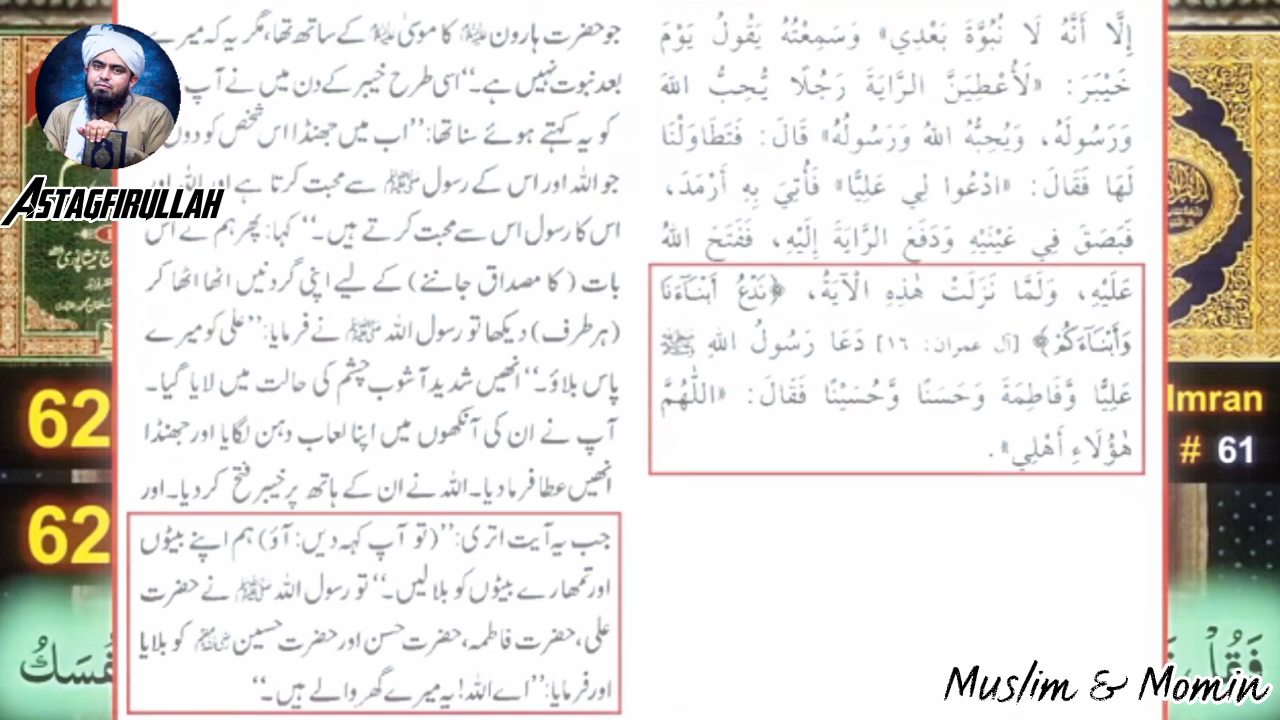 إِلَّا أَنَّهُ لَا نُبُوَّةَ بَعْدِي» وَسَمِعْتُهُ يَقُولُ يَوْمَ
خَيْبَرَ: «لَأُعْطِيَنَّ الرَّايَةَ رَجُلًا يُّحِبُّ اللهَ
وَرَسُولَهُ، وَيُحِبُّهُ اللهُ وَرَسُولُهُ» قَالَ: فَتَطَاوَلْنَا
لَهَا فَقَالَ: «ادْعُوا لِي عَلِيًّا» فَأُتِيَ بِهِ أَرْمَدَ،
فَبَصَقَ فِي عَيْنَيْهِ وَدَفَعَ الرَّايَةَ إِلَيْهِ، فَفَتَحَ اللهُ
عَلَيْهِ، وَلَمَّا نَزَلَتْ هٰذِهِ الْآيَةُ، ﴿نَدْعُ أَبْنَآءَنَا
وَأَبْنَآءَكُمْ﴾ [آل عمران: ١٦] دَعَا رَسُولُ اللهِ ﷺ
عَلِيًّا وَّفَاطِمَةَ وَحَسَنًا وَّحُسَيْنًا فَقَالَ: «اللّٰهُمَّ
هٰؤُلَاءِ أَهْلِي».
جو حضرت ہارون علیہ السلام کا موسیٰ علیہ السلام کے ساتھ تھا، مگر یہ کہ میرے
بعد نبوت نہیں ہے۔‘‘ اسی طرح خیبر کے دن میں نے آپ
کو یہ کہتے ہوئے سنا تھا: ’’اب میں جھنڈا اس شخص کو دوں
جو اللہ اور اس کے رسول ﷺ سے محبت کرتا ہے اور اللہ اور
اس کا رسول اس سے محبت کرتے ہیں۔‘‘ کہا: پھر ہم نے اس
بات ( کا مصداق جاننے) کے لیے اپنی گردنیں اٹھا اٹھا کر
(ہر طرف) دیکھا تو رسول اللہ ﷺ نے فرمایا: ’’علی کو میرے
پاس بلاؤ۔‘‘ انھیں شدید آشوب چشم کی حالت میں لایا گیا۔
آپ نے ان کی آنکھوں میں اپنا لعاب دہن لگایا اور جھنڈا
انھیں عطا فرما دیا۔ اللہ نے ان کے ہاتھ پر خیبر فتح کر دیا۔ اور
جب یہ آیت اتری: ’’(تو آپ کہہ دیں: آؤ) ہم اپنے بیٹوں
اور تمھارے بیٹوں کو بلا لیں۔‘‘ تو رسول اللہ ﷺ نے حضرت
علی، حضرت فاطمہ، حضرت حسن اور حضرت حسین رضی اللہ عنہم کو بلایا
اور فرمایا: ’’اے اللہ! یہ میرے گھر والے ہیں۔‘‘
ASTAGFIRULLAH
62
62
Imran
# 61
Muslim & Momin